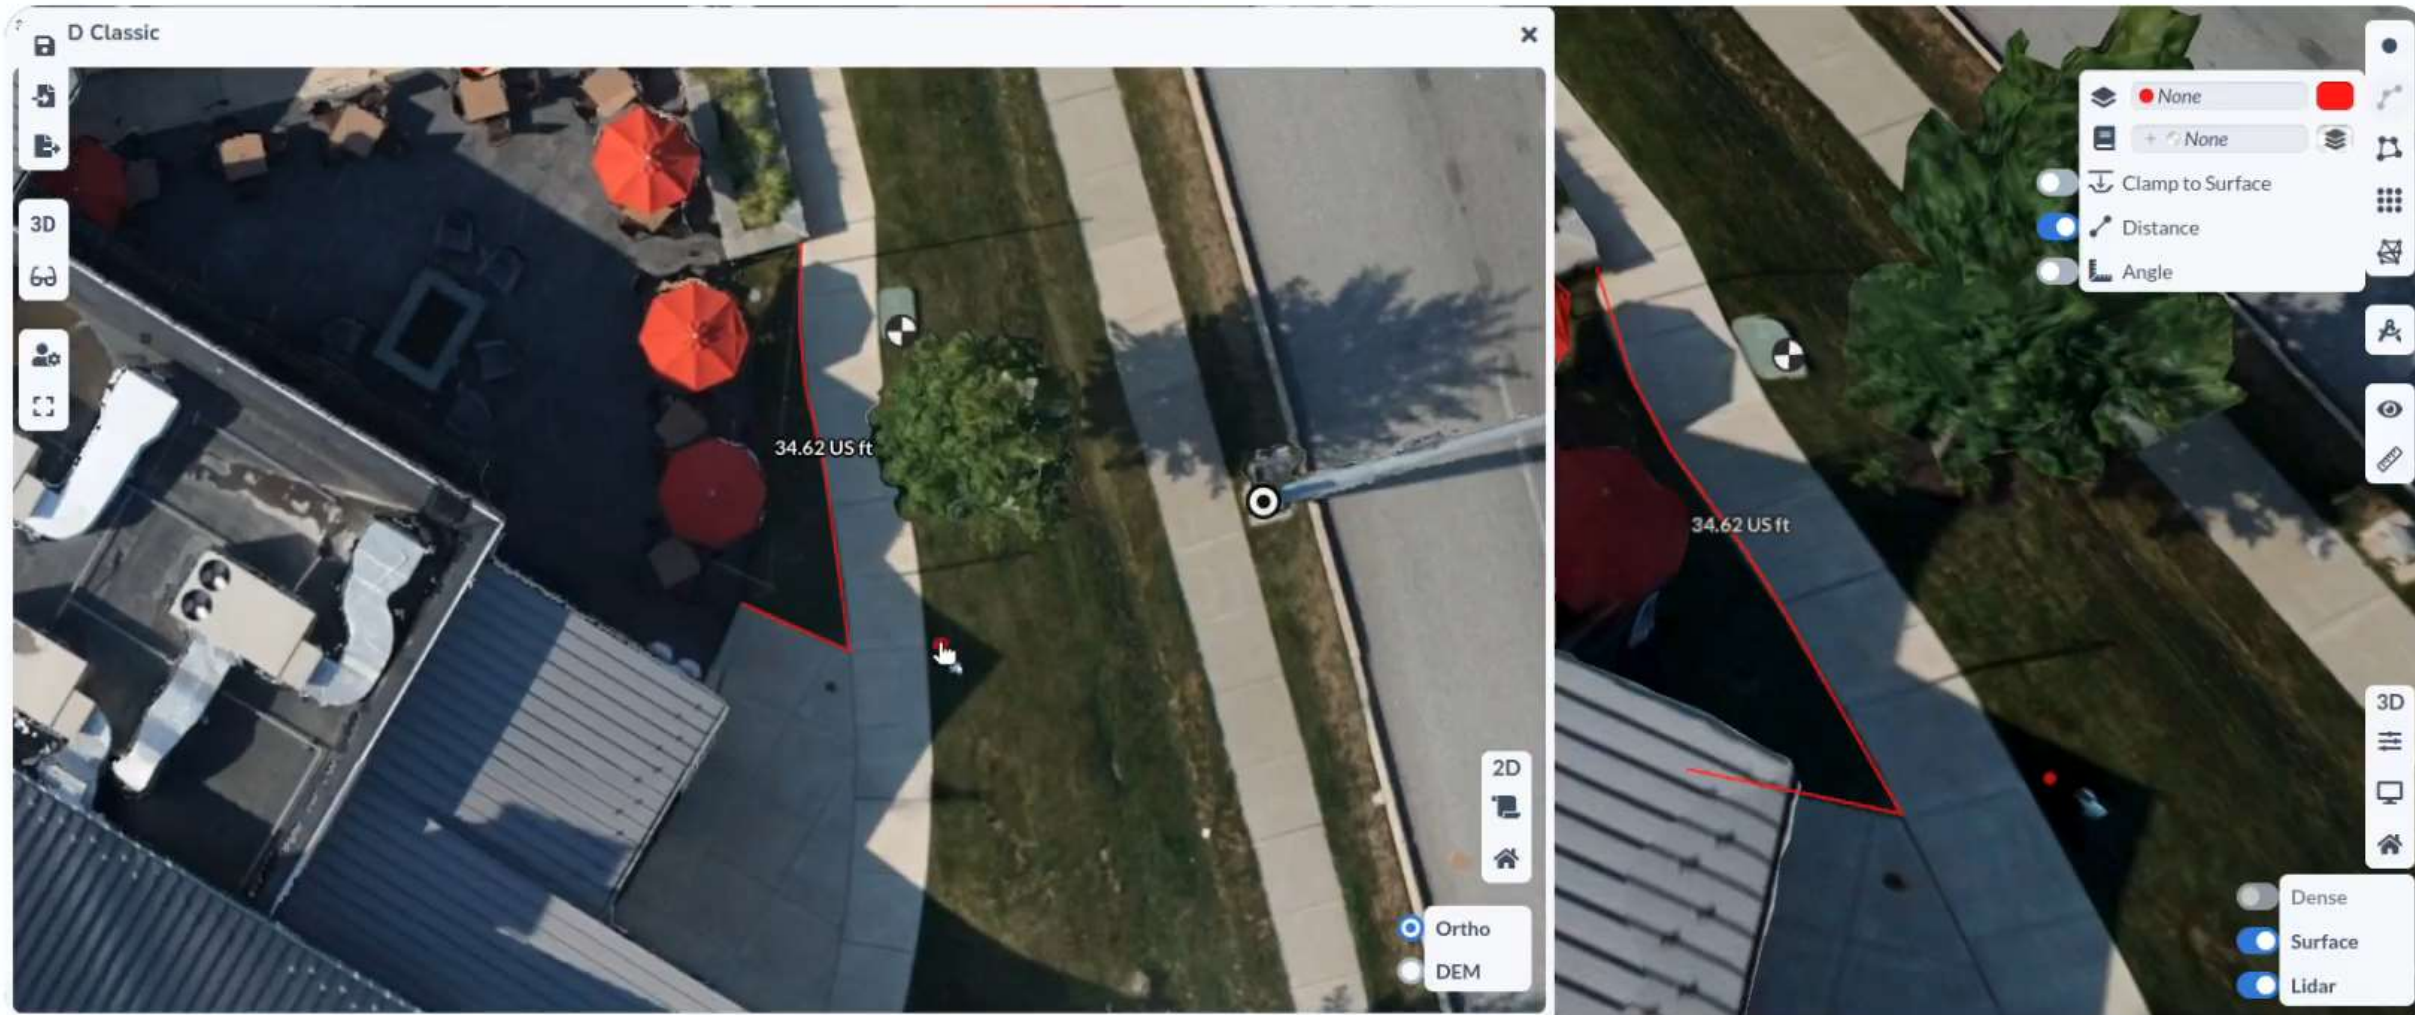 D Classic
3D
34.62 US ft
2D
Ortho
DEM
None
None
Clamp to Surface
Distance
Angle
34.62 US ft
3D
Dense
Surface
Lidar